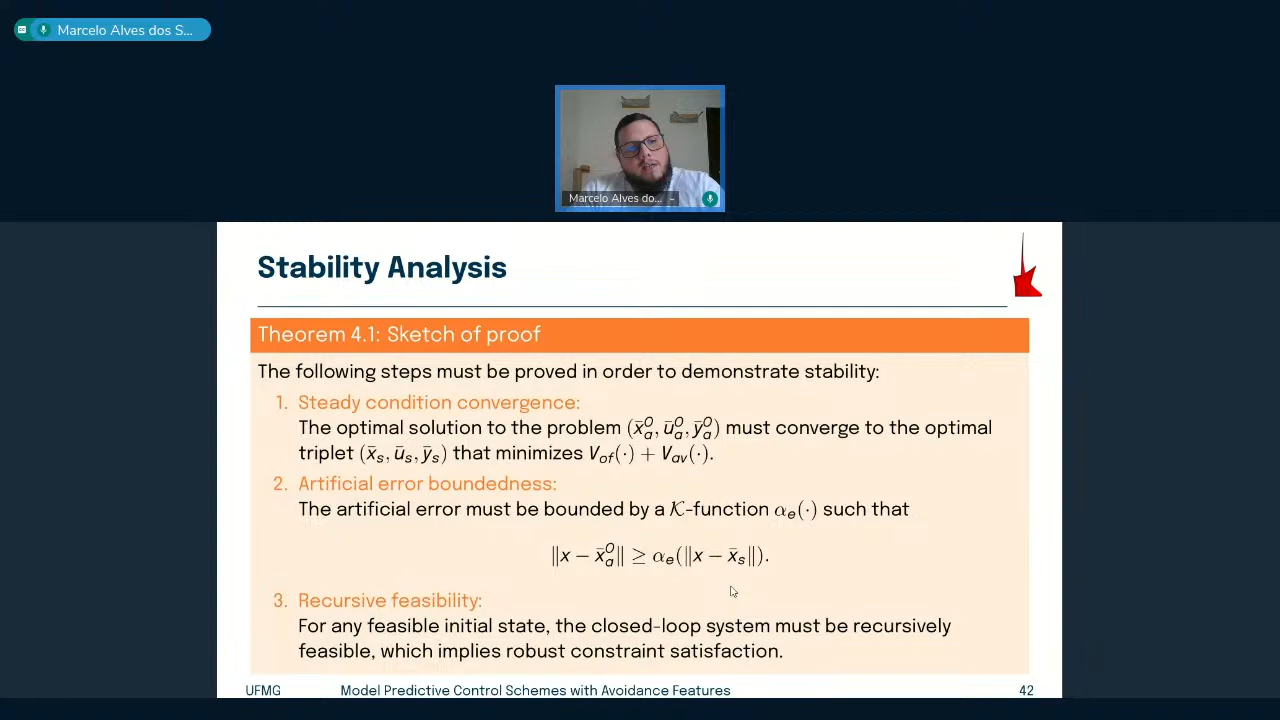 Marcelo Alves dos S...
Marcelo Alves do...
Stability Analysis
Theorem 4.1: Sketch of proof
The following steps must be proved in order to demonstrate stability:
1. Steady condition convergence:
The optimal solution to the problem (x̄ₐᴼ, ūₐᴼ, ȳₐᴼ) must converge to the optimal
triplet (x̄ₛ, ūₛ, ȳₛ) that minimizes V_of(·) + V_av(·).
2. Artificial error boundedness:
The artificial error must be bounded by a 𝒦-function αₑ(·) such that
‖x − x̄ₐᴼ‖ ≥ αₑ(‖x − x̄ₛ‖).
3. Recursive feasibility:
For any feasible initial state, the closed-loop system must be recursively
feasible, which implies robust constraint satisfaction.
UFMG Model Predictive Control Schemes with Avoidance Features 42